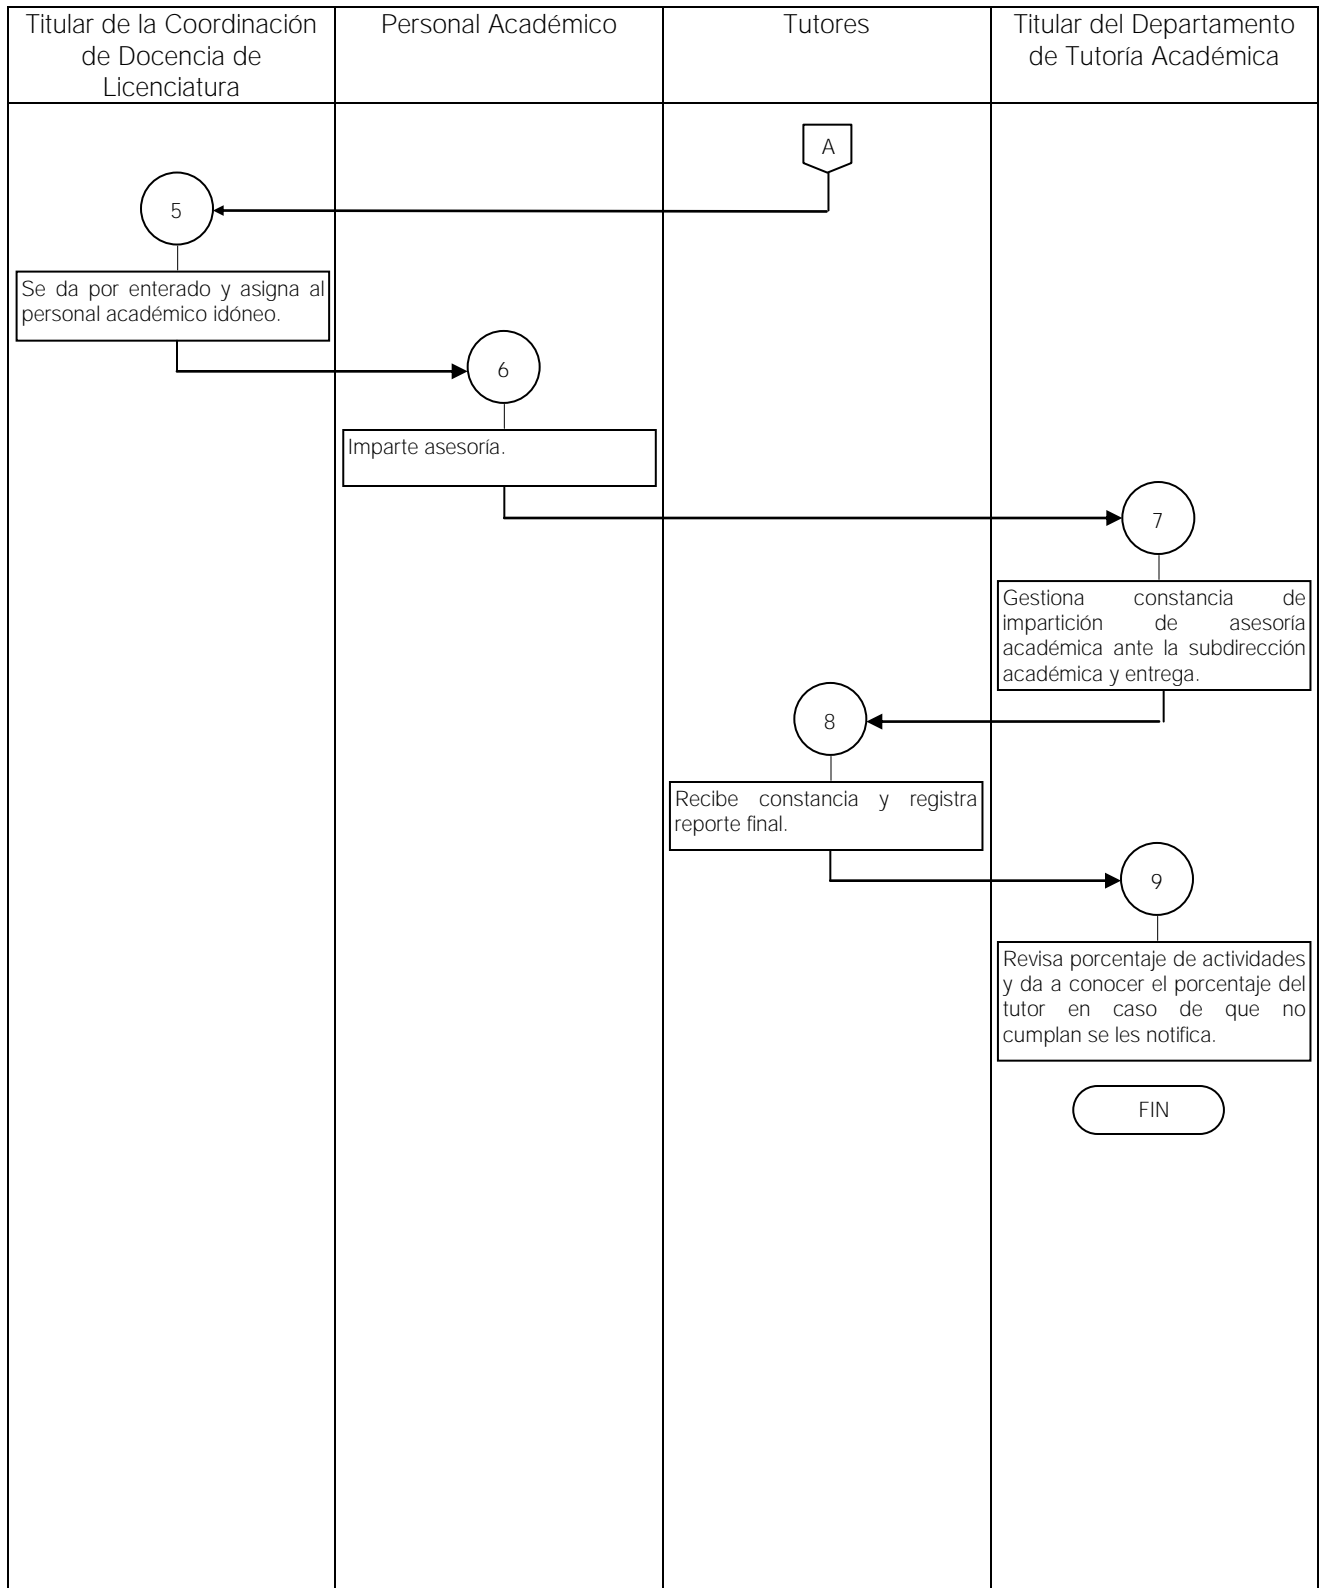 Titular de la Coordinación
de Docencia de
Licenciatura
Personal Académico
Tutores
Titular del Departamento
de Tutoría Académica
A
5
Se da por enterado y asigna al
personal académico idóneo.
6
Imparte asesoría.
7
Gestiona constancia de
impartición de asesoría
académica ante la subdirección
académica y entrega.
8
Recibe constancia y registra
reporte final.
9
Revisa porcentaje de actividades
y da a conocer el porcentaje del
tutor en caso de que no
cumplan se les notifica.
FIN